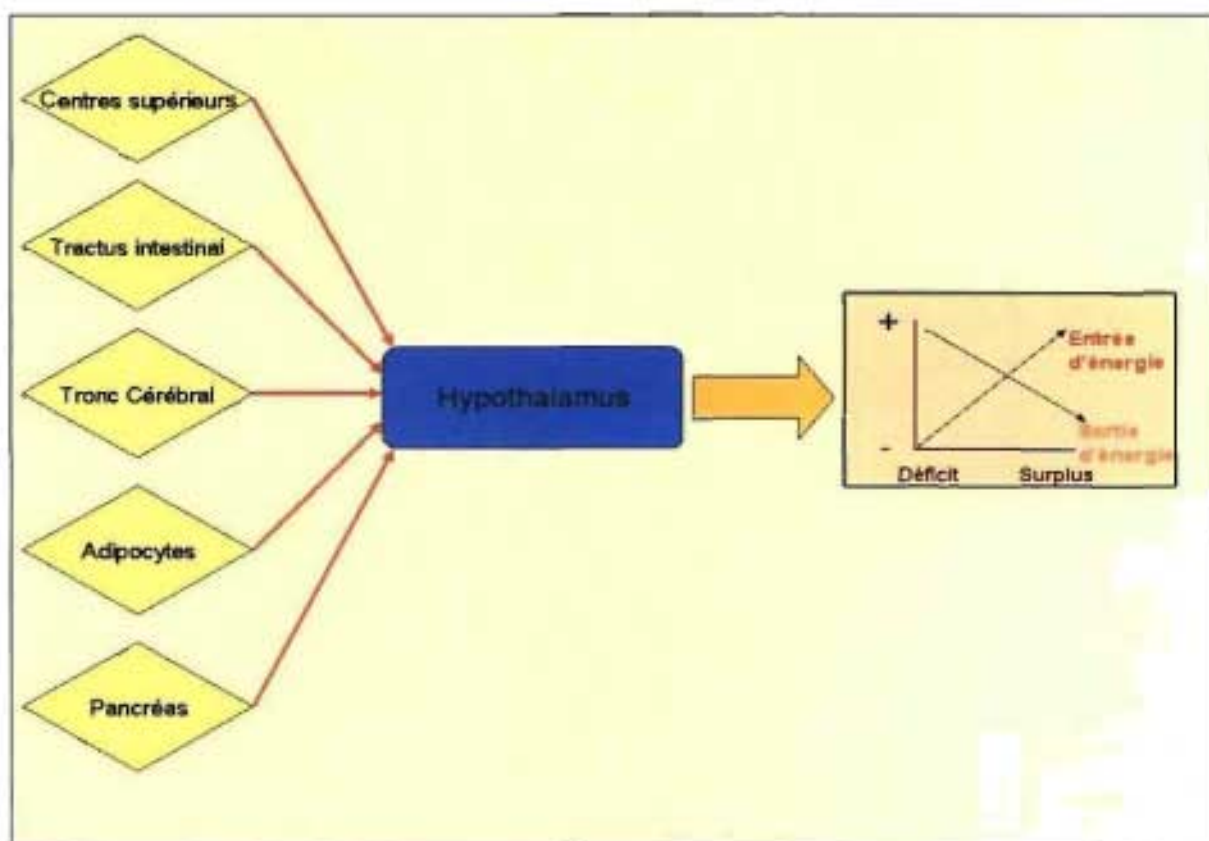 Centres supérieurs
Tractus intestinal
Tronc Cérébral
Adipocytes
Pancréas
Hypothalamus
+
Entrée
d'énergie
Sortie
d'énergie
-
Déficit
Surplus